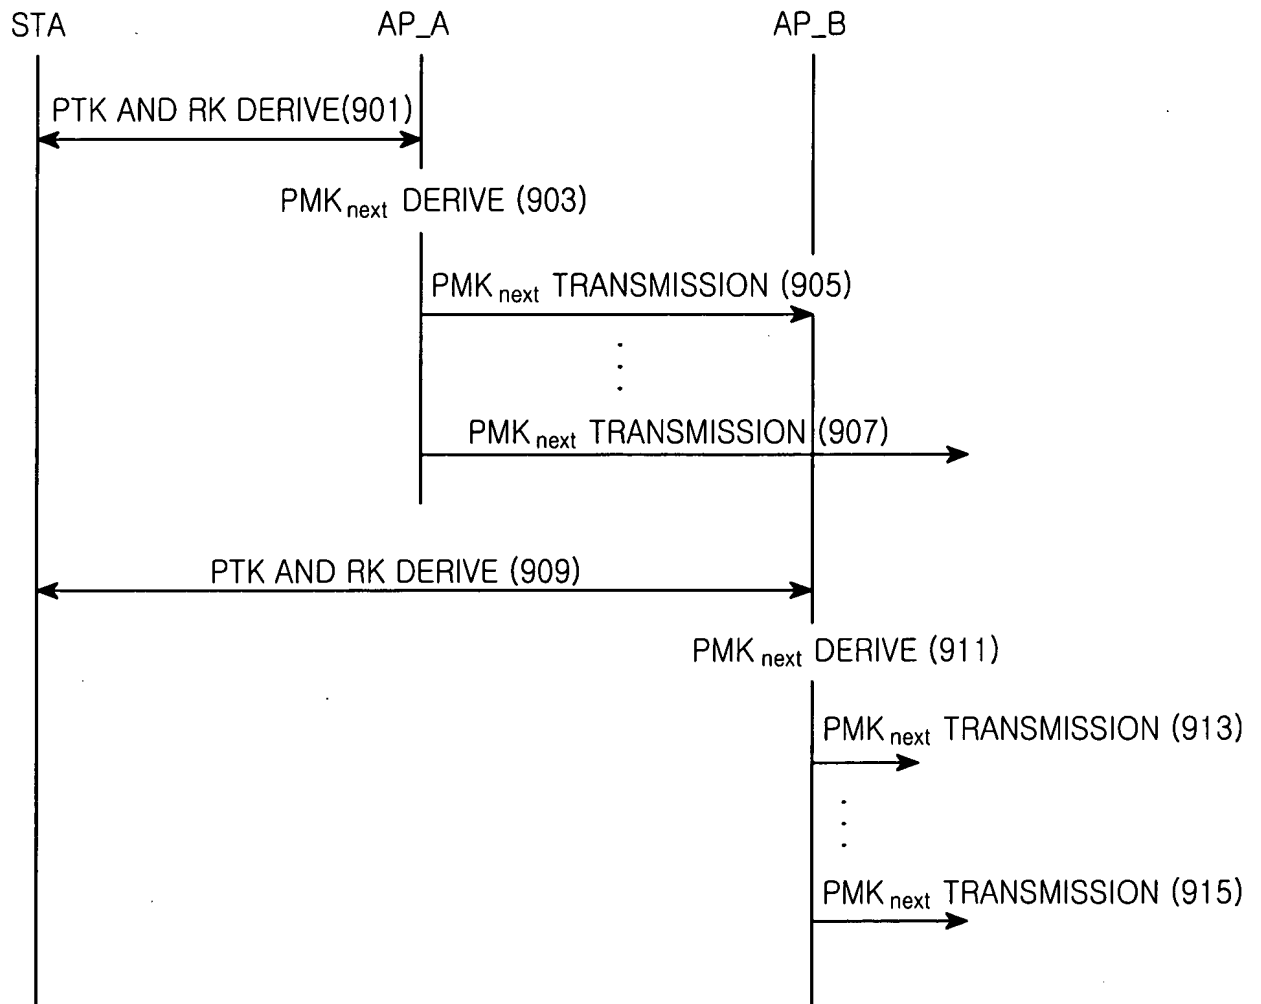 STA AP_A AP_B
PTK AND RK DERIVE(901)
PMK next DERIVE (903)
PMK next TRANSMISSION (905)
PMK next TRANSMISSION (907)
PTK AND RK DERIVE (909)
PMK next DERIVE (911)
PMK next TRANSMISSION (913)
PMK next TRANSMISSION (915)